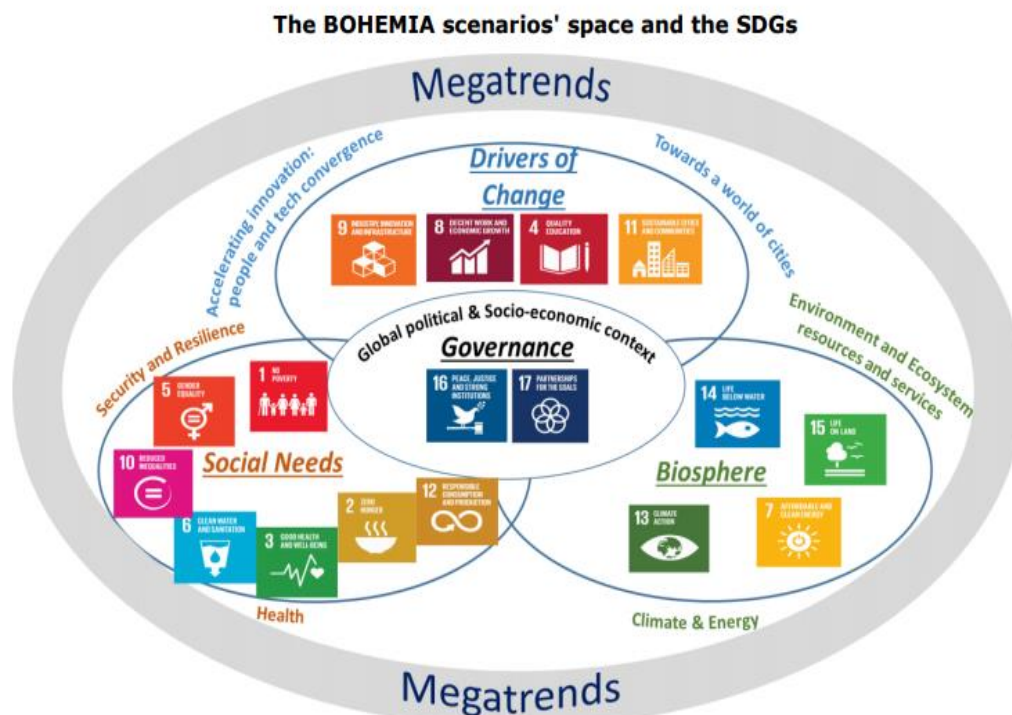 The BOHEMIA scenarios' space and the SDGs
Megatrends
Accelerating innovation:
people and tech convergence
Drivers of
Change
Towards a world of cities
9 INDUSTRY INNOVATION
AND INFRASTRUCTURE
8 DECENT WORK AND
ECONOMIC GROWTH
4 QUALITY
EDUCATION
11 SUSTAINABLE CITIES
AND COMMUNITIES
Global political & Socio-economic context
Governance
16 PEACE, JUSTICE
AND STRONG
INSTITUTIONS
17 PARTNERSHIPS
FOR THE GOALS
Security and Resilience
5 GENDER
EQUALITY
1 NO
POVERTY
10 REDUCED
INEQUALITIES
Social Needs
6 CLEAN WATER
AND SANITATION
3 GOOD HEALTH
AND WELL-BEING
2 ZERO
HUNGER
12 RESPONSIBLE
CONSUMPTION
AND PRODUCTION
Health
Environment and Ecosystem
resources and services
14 LIFE
BELOW WATER
15 LIFE
ON LAND
Biosphere
13 CLIMATE
ACTION
7 AFFORDABLE AND
CLEAN ENERGY
Climate & Energy
Megatrends